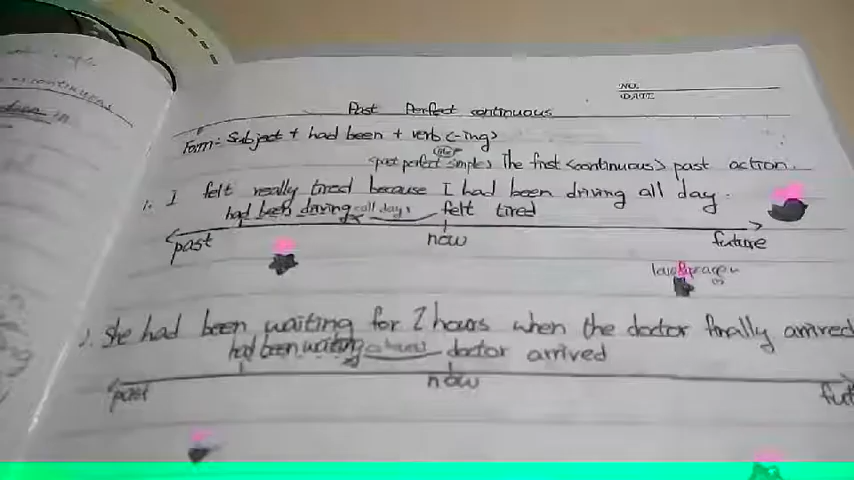 NO.
DATE
Past Perfect continuous
Form: Subject + had been + verb (-ing)
<past perfect simple> The first <continuous> past action.
1. I felt really tired because I had been driving all day.
had been driving <all day> felt tired
past now future
2. She had been waiting for 2 hours when the doctor finally arrived
had been waiting 2 hours doctor arrived
past now fut